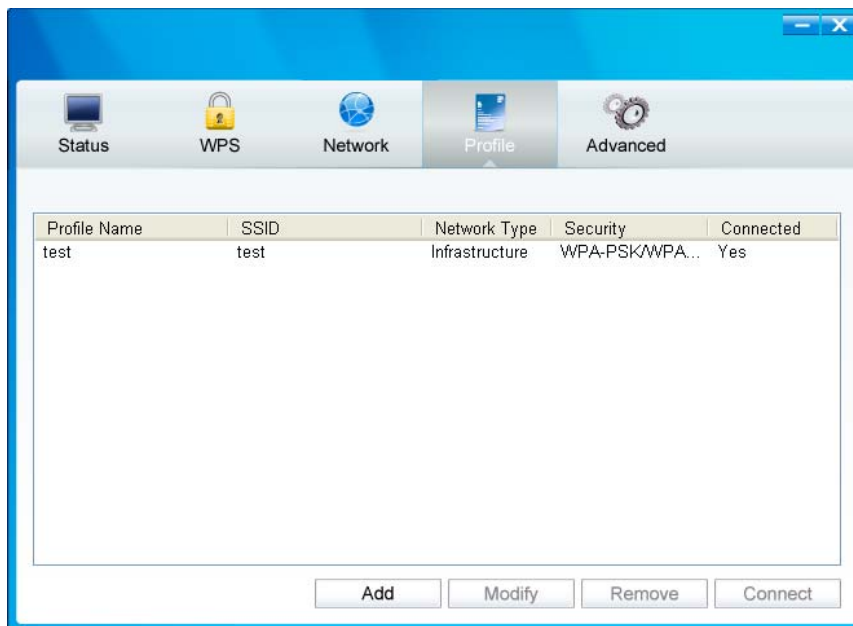 Status WPS Network Profile Advanced
Profile Name SSID Network Type Security Connected
test test Infrastructure WPA-PSK/WPA... Yes
Add Modify Remove Connect